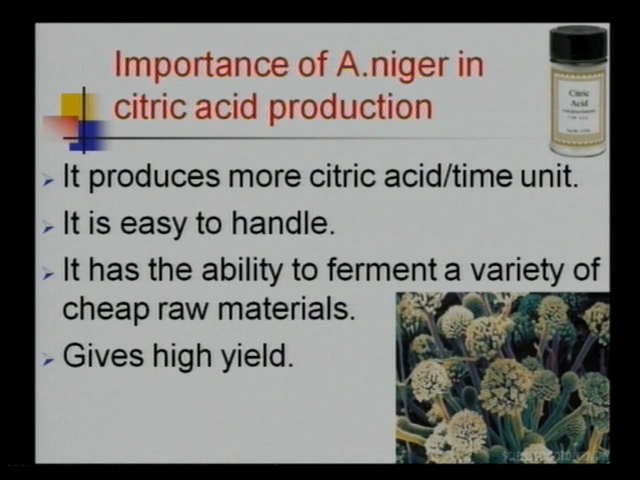 Importance of A.niger in
citric acid production
Citric
Acid
It produces more citric acid/time unit.
It is easy to handle.
It has the ability to ferment a variety of
cheap raw materials.
Gives high yield.